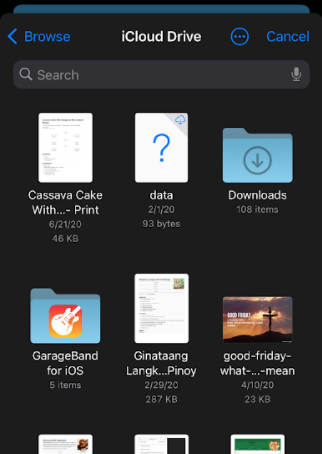 Browse
iCloud Drive
Cancel
Search
Cassava Cake
With...- Print
6/21/20
46 KB
data
2/1/20
93 bytes
Downloads
108 items
GarageBand
for iOS
5 items
Ginataang
Langk...Pinoy
2/29/20
287 KB
GOOD FRIDAY
good-friday-
what-...-mean
4/10/20
23 KB